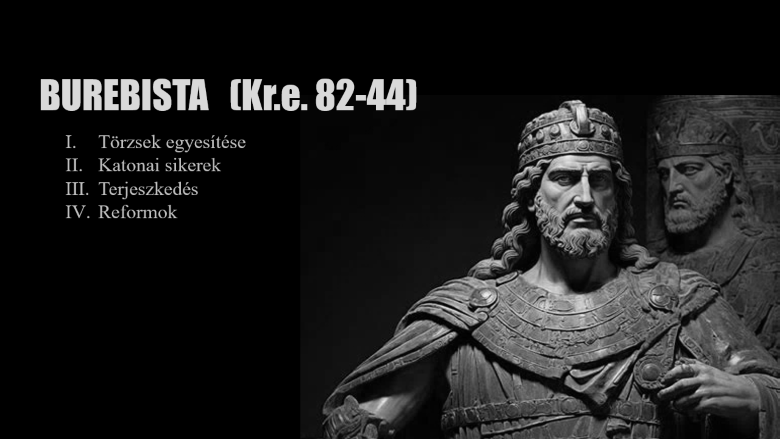 BUREBISTA (Kr.e. 82-44)
I. Törzsek egyesítése
II. Katonai sikerek
III. Terjeszkedés
IV. Reformok